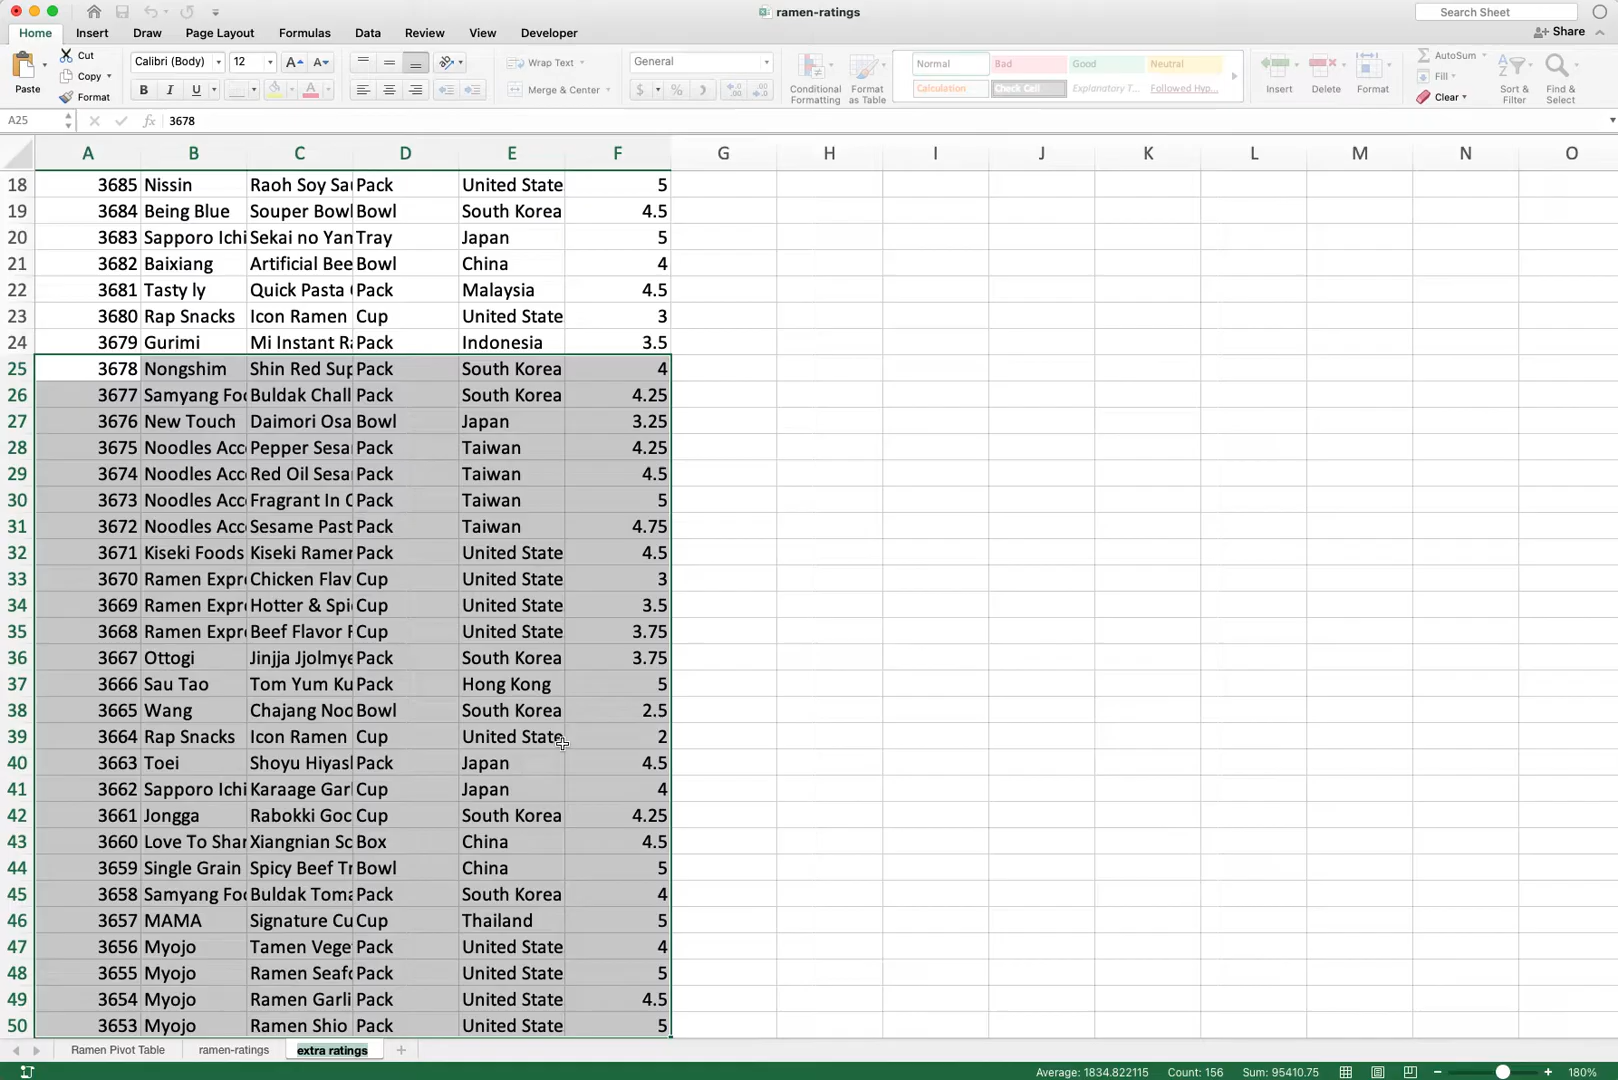 ramen-ratings
Search Sheet
Home Insert Draw Page Layout Formulas Data Review View Developer
Share
Paste
Cut
Copy
Format
Calibri (Body) 12 A A
B I U A
Wrap Text
Merge & Center
General
$ % )
Conditional Formatting
Format as Table
Normal Bad Good Neutral
Calculation Check Cell Explanatory T... Followed Hyp...
Insert Delete Format
AutoSum
Fill
Clear
Sort & Filter
Find & Select
A25 fx 3678
A B C D E F G H I J K L M N O
18 3685 Nissin Raoh Soy Sau Pack United State 5
19 3684 Being Blue Souper Bowl Bowl South Korea 4.5
20 3683 Sapporo Ichi Sekai no Yan Tray Japan 5
21 3682 Baixiang Artificial Bee Bowl China 4
22 3681 Tasty ly Quick Pasta Pack Malaysia 4.5
23 3680 Rap Snacks Icon Ramen Cup United State 3
24 3679 Gurimi Mi Instant Ra Pack Indonesia 3.5
25 3678 Nongshim Shin Red Sup Pack South Korea 4
26 3677 Samyang Foo Buldak Chall Pack South Korea 4.25
27 3676 New Touch Daimori Osa Bowl Japan 3.25
28 3675 Noodles Acc Pepper Sesa Pack Taiwan 4.25
29 3674 Noodles Acc Red Oil Sesa Pack Taiwan 4.5
30 3673 Noodles Acc Fragrant In Pack Taiwan 5
31 3672 Noodles Acc Sesame Past Pack Taiwan 4.75
32 3671 Kiseki Foods Kiseki Ramen Pack United State 4.5
33 3670 Ramen Expr Chicken Flav Cup United State 3
34 3669 Ramen Expr Hotter & Spi Cup United State 3.5
35 3668 Ramen Expr Beef Flavor Cup United State 3.75
36 3667 Ottogi Jinjja Jjolmye Pack South Korea 3.75
37 3666 Sau Tao Tom Yum Ku Pack Hong Kong 5
38 3665 Wang Chajang Noo Bowl South Korea 2.5
39 3664 Rap Snacks Icon Ramen Cup United State 2
40 3663 Toei Shoyu Hiyas Pack Japan 4.5
41 3662 Sapporo Ichi Karaage Gar Cup Japan 4
42 3661 Jongga Rabokki Goc Cup South Korea 4.25
43 3660 Love To Shar Xiangnian Box China 4.5
44 3659 Single Grain Spicy Beef Bowl China 5
45 3658 Samyang Foo Buldak Toma Pack South Korea 4
46 3657 MAMA Signature Cu Cup Thailand 5
47 3656 Myojo Tamen Vege Pack United State 4
48 3655 Myojo Ramen Seafo Pack United State 5
49 3654 Myojo Ramen Garli Pack United State 4.5
50 3653 Myojo Ramen Shio Pack United State 5
Ramen Pivot Table ramen-ratings extra ratings +
Average: 1834.822115 Count: 156 Sum: 95410.75 180%